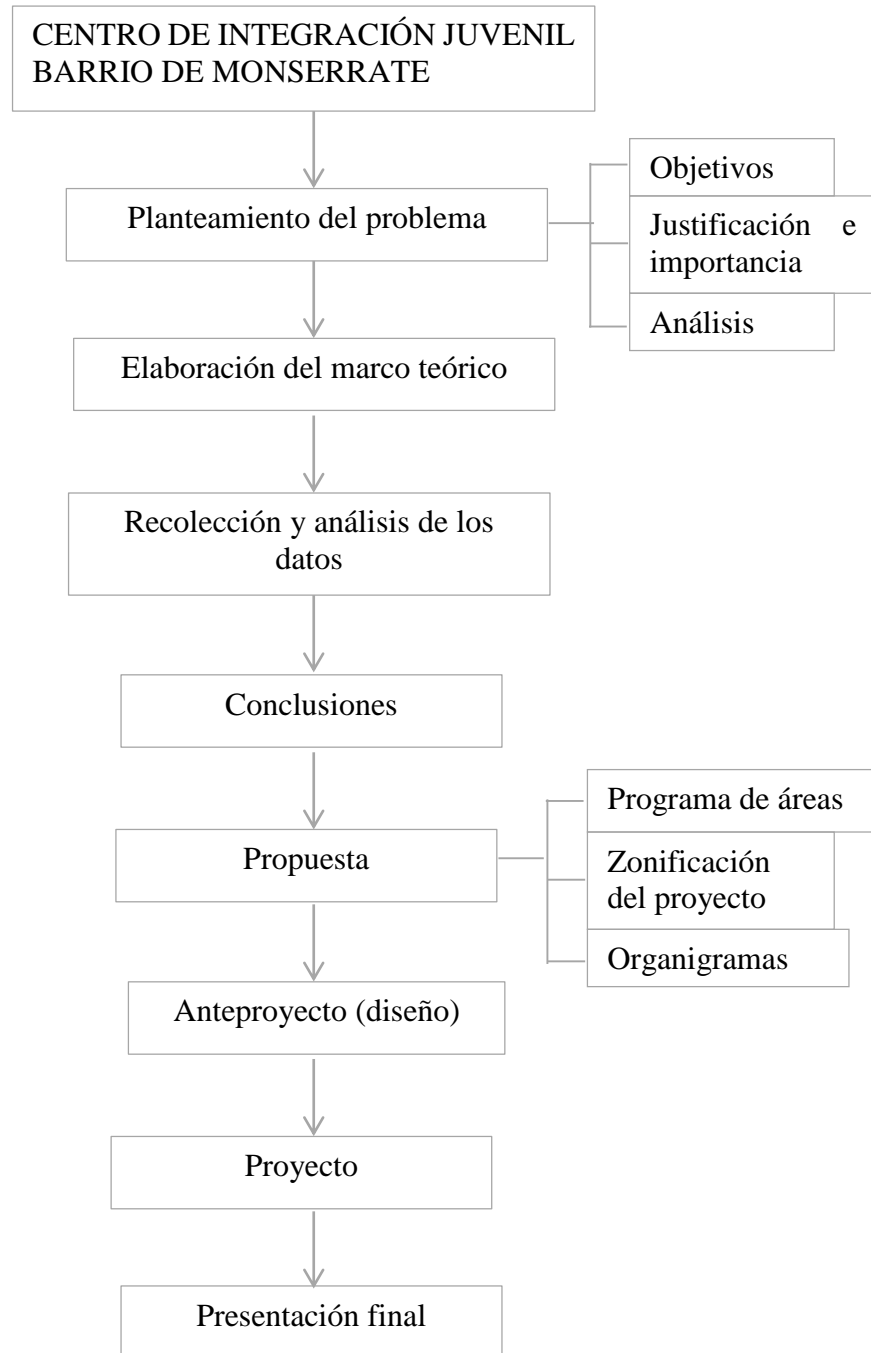 CENTRO DE INTEGRACIÓN JUVENIL
BARRIO DE MONSERRATE
Planteamiento del problema
Objetivos
Justificación e
importancia
Análisis
Elaboración del marco teórico
Recolección y análisis de los
datos
Conclusiones
Propuesta
Programa de áreas
Zonificación
del proyecto
Organigramas
Anteproyecto (diseño)
Proyecto
Presentación final